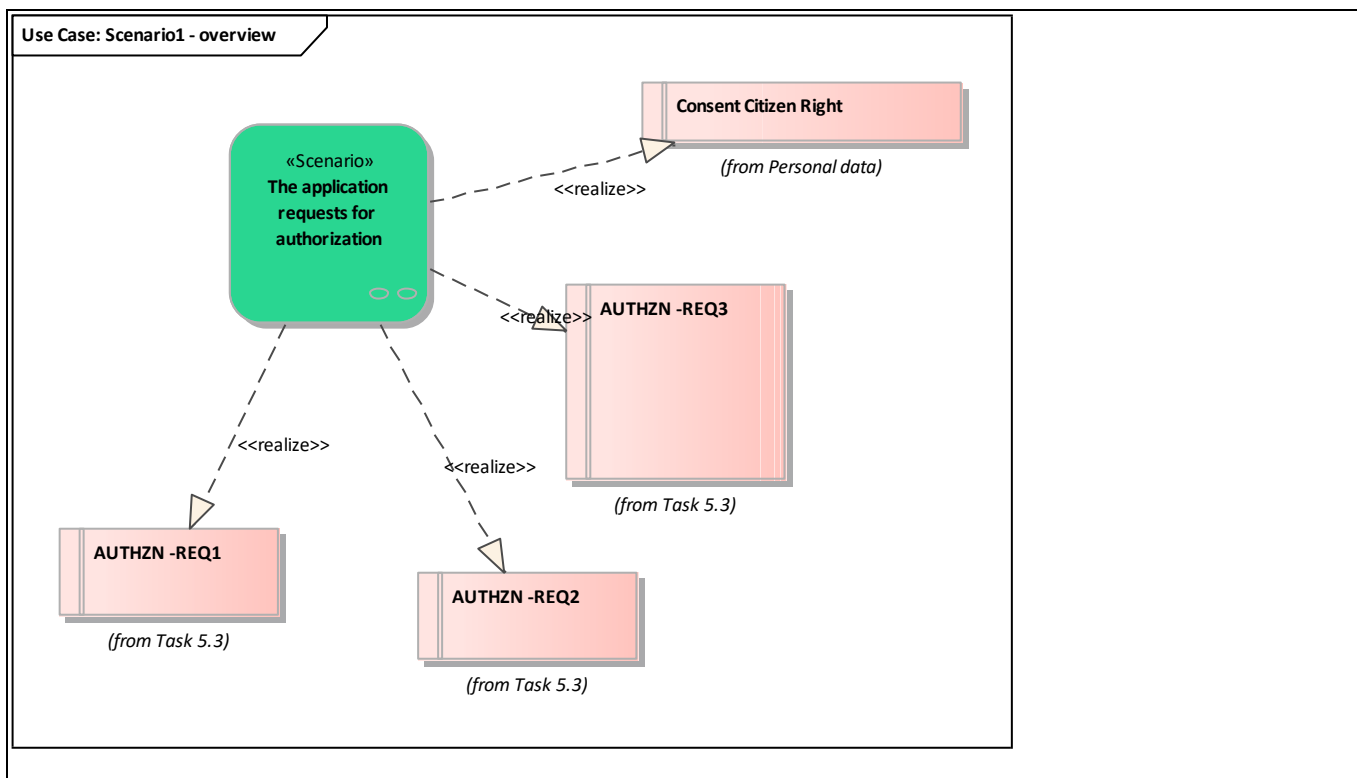 Use Case: Scenario1 - overview
Consent Citizen Right
(from Personal data)
«Scenario»
The application
requests for
authorization
<<realize>>
AUTHZN -REQ3
<<realize>>
(from Task 5.3)
<<realize>>
<<realize>>
AUTHZN -REQ1
(from Task 5.3)
AUTHZN -REQ2
(from Task 5.3)